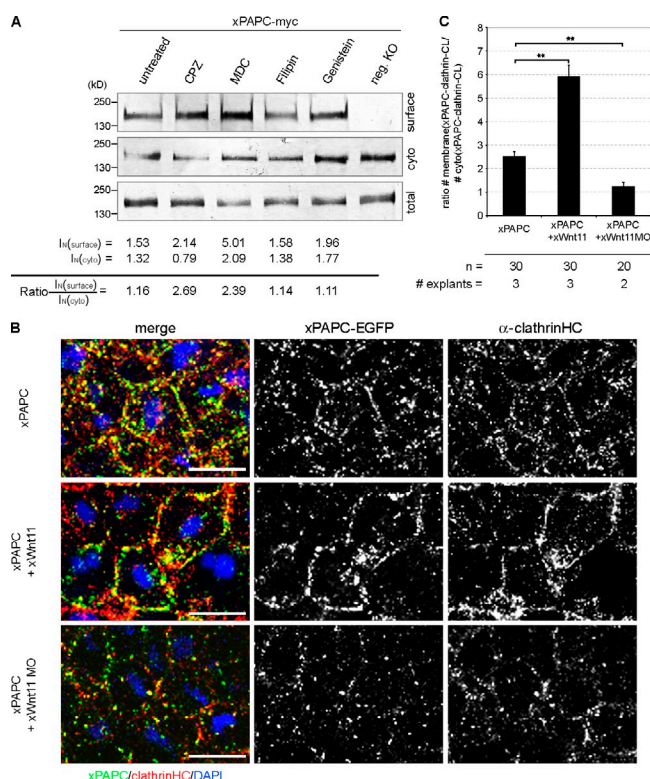 A
xPAPC-myc
untreated CPZ MDC Filipin Genistein neg. KO
(kD)
250
130
surface
250
130
cyto
250
130
total
IN(surface) = 1.53 2.14 5.01 1.58 1.96
IN(cyto) = 1.32 0.79 2.09 1.38 1.77
Ratio IN(surface) = 1.16 2.69 2.39 1.14 1.11
IN(cyto)
C
ratio # membrane(xPAPC-clathrin-CL)/
# cyto(xPAPC-clathrin-CL)
8
7
6
5
4
3
2
1
0
**
**
xPAPC xPAPC +xWnt11 xPAPC +xWnt11MO
n = 30 30 20
# explants = 3 3 2
B
merge xPAPC-EGFP α-clathrinHC
xPAPC
xPAPC
+ xWnt11
xPAPC
+ xWnt11 MO
xPAPC/clathrinHC/DAPI